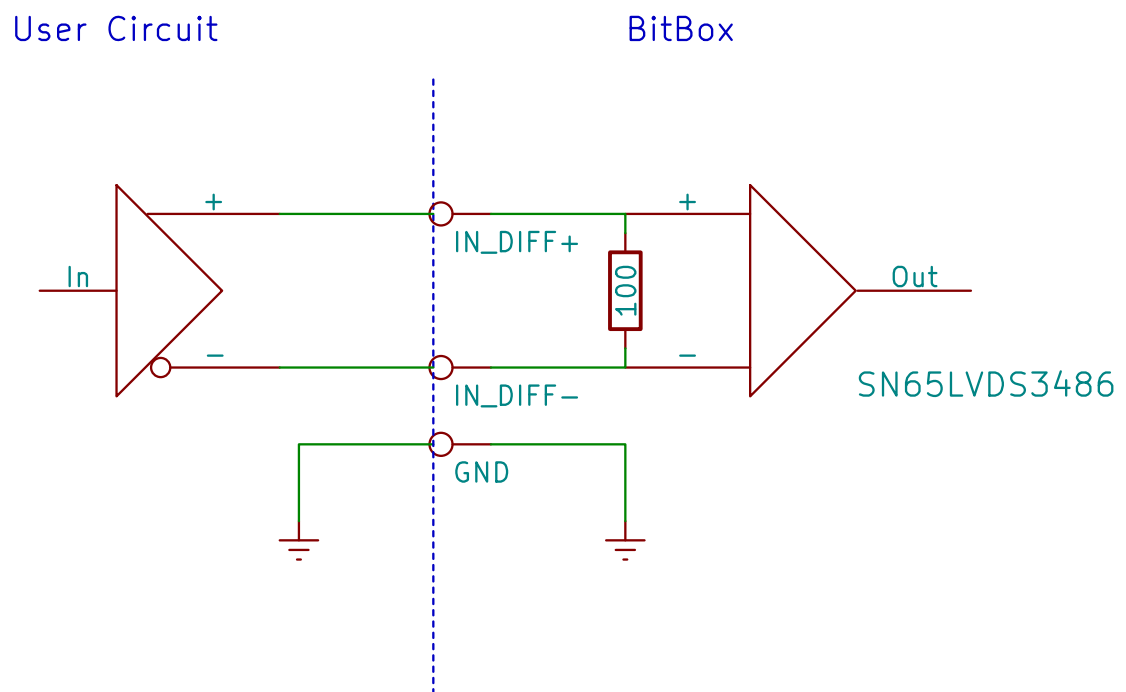 User Circuit
BitBox
+
+
IN_DIFF+
In
100
Out
-
-
IN_DIFF-
SN65LVDS3486
GND